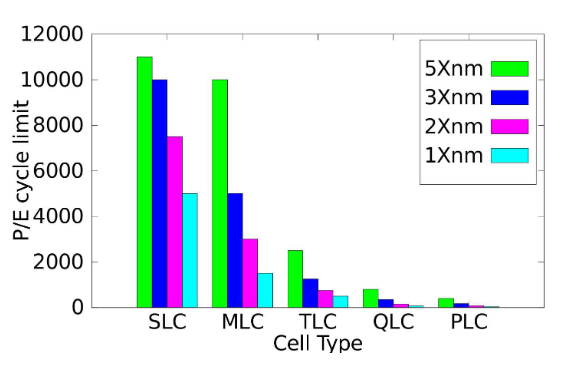 12000
10000
8000
6000
4000
2000
0
P/E cycle limit
5Xnm
3Xnm
2Xnm
1Xnm
SLC MLC TLC QLC PLC
Cell Type